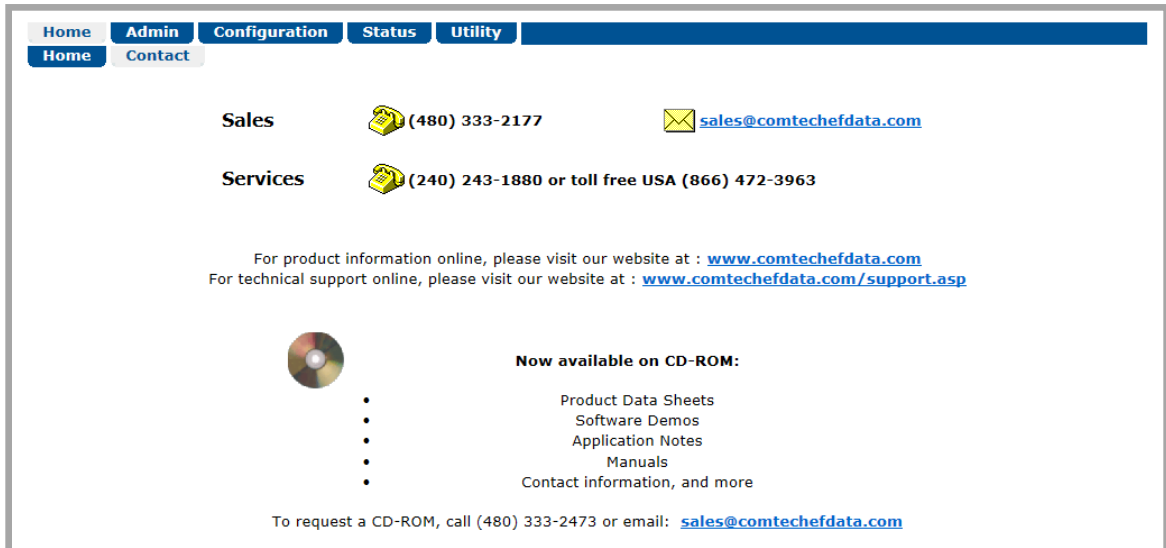 Home Admin Configuration Status Utility
Home Contact
Sales (480) 333-2177 sales@comtechefdata.com
Services (240) 243-1880 or toll free USA (866) 472-3963
For product information online, please visit our website at : www.comtechefdata.com
For technical support online, please visit our website at : www.comtechefdata.com/support.asp
Now available on CD-ROM:
• Product Data Sheets
• Software Demos
• Application Notes
• Manuals
• Contact information, and more
To request a CD-ROM, call (480) 333-2473 or email: sales@comtechefdata.com